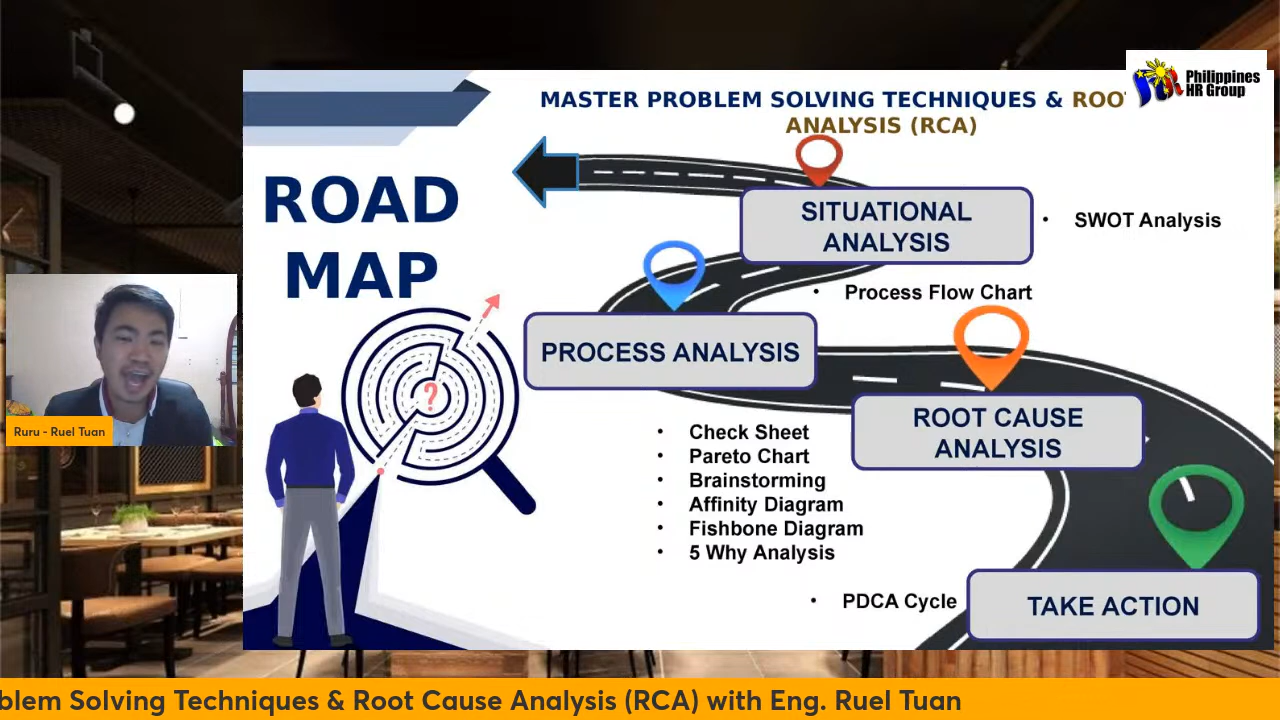 Philippines
HR Group
MASTER PROBLEM SOLVING TECHNIQUES & ROO
ANALYSIS (RCA)
ROAD
MAP
SITUATIONAL
ANALYSIS
• SWOT Analysis
• Process Flow Chart
PROCESS ANALYSIS
ROOT CAUSE
ANALYSIS
• Check Sheet
• Pareto Chart
• Brainstorming
• Affinity Diagram
• Fishbone Diagram
• 5 Why Analysis
?
• PDCA Cycle
TAKE ACTION
Ruru - Ruel Tuan
blem Solving Techniques & Root Cause Analysis (RCA) with Eng. Ruel Tuan